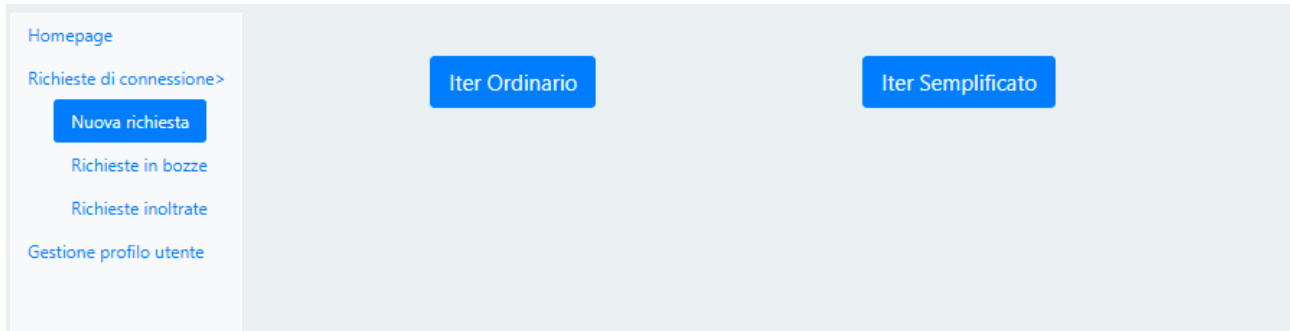 Homepage
Richieste di connessione>
Nuova richiesta
Richieste in bozze
Richieste inoltrate
Gestione profilo utente
Iter Ordinario
Iter Semplificato